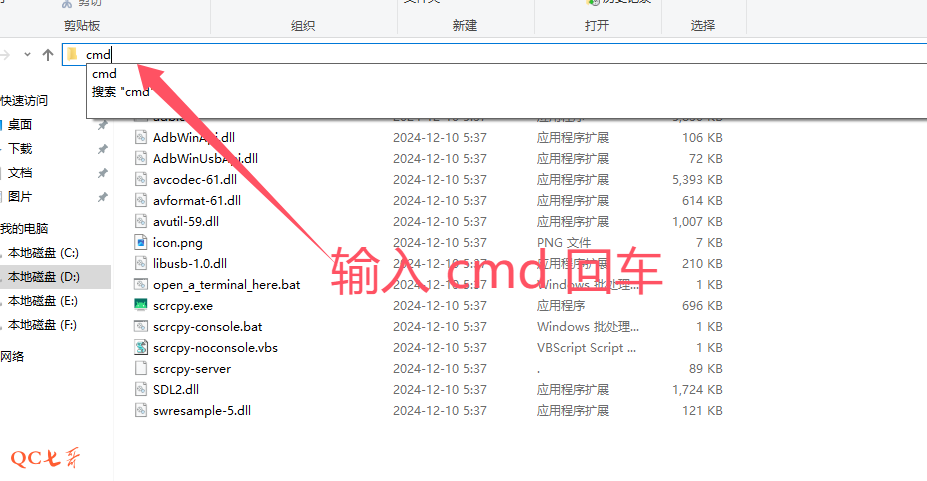 剪切
历史记录
剪贴板 组织 新建 打开 选择
cmd
cmd
搜索 "cmd"
快速访问
桌面
下载
文档
图片
我的电脑
本地磁盘 (C:)
本地磁盘 (D:)
本地磁盘 (E:)
本地磁盘 (F:)
网络
AdbWinApi.dll 2024-12-10 5:37 应用程序扩展 106 KB
AdbWinUsbApi.dll 2024-12-10 5:37 应用程序扩展 72 KB
avcodec-61.dll 2024-12-10 5:37 应用程序扩展 5,393 KB
avformat-61.dll 2024-12-10 5:37 应用程序扩展 614 KB
avutil-59.dll 2024-12-10 5:37 应用程序扩展 1,007 KB
icon.png 2024-12-10 5:37 PNG 文件 7 KB
libusb-1.0.dll 2024-12-10 5:37 应用程序扩展 210 KB
open_a_terminal_here.bat 2024-12-10 5:37 Windows 批处理... 1 KB
scrcpy.exe 2024-12-10 5:37 应用程序 696 KB
scrcpy-console.bat 2024-12-10 5:37 Windows 批处理... 1 KB
scrcpy-noconsole.vbs 2024-12-10 5:37 VBScript Script ... 1 KB
scrcpy-server 2024-12-10 5:37 . 89 KB
SDL2.dll 2024-12-10 5:37 应用程序扩展 1,724 KB
swresample-5.dll 2024-12-10 5:37 应用程序扩展 121 KB
输入 cmd 回车
QC七哥